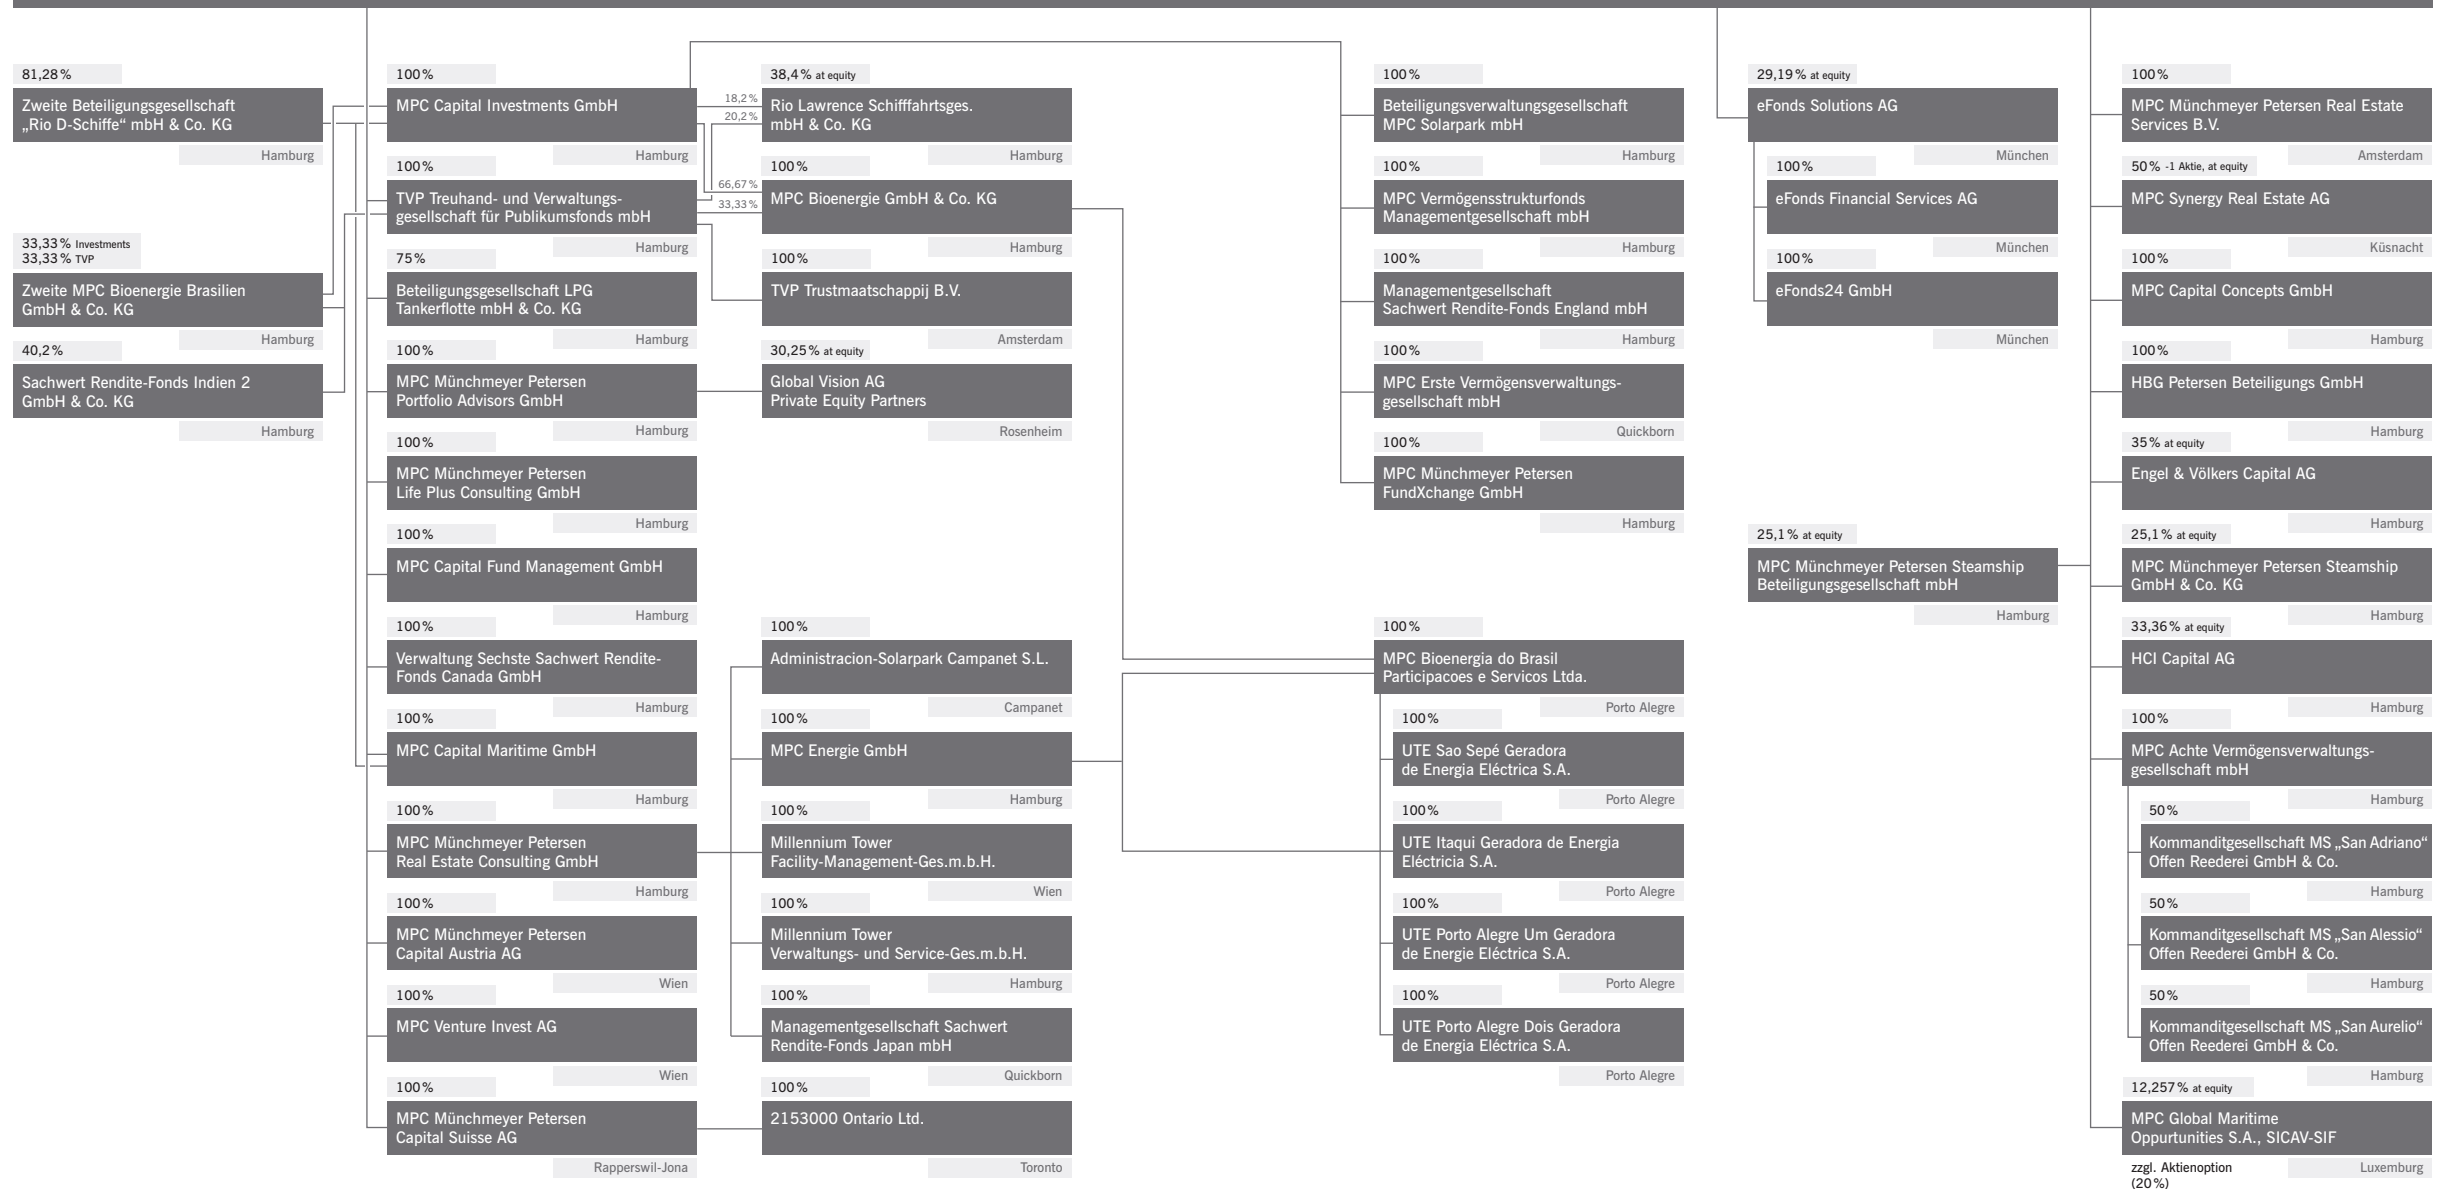 81,28 %
Zweite Beteiligungsgesellschaft
„Rio D-Schiffe“ mbH & Co. KG
Hamburg
33,33 % Investments
33,33 % TVP
Zweite MPC Bioenergie Brasilien
GmbH & Co. KG
Hamburg
40,2 %
Sachwert Rendite-Fonds Indien 2
GmbH & Co. KG
Hamburg
100 %
MPC Capital Investments GmbH
Hamburg
100 %
TVP Treuhand- und Verwaltungs-
gesellschaft für Publikumsfonds mbH
Hamburg
75 %
Beteiligungsgesellschaft LPG
Tankerflotte mbH & Co. KG
Hamburg
100 %
MPC Münchmeyer Petersen
Portfolio Advisors GmbH
Hamburg
100 %
MPC Münchmeyer Petersen
Life Plus Consulting GmbH
Hamburg
100 %
MPC Capital Fund Management GmbH
Hamburg
100 %
Verwaltung Sechste Sachwert Rendite-
Fonds Canada GmbH
Hamburg
100 %
MPC Capital Maritime GmbH
Hamburg
100 %
MPC Münchmeyer Petersen
Real Estate Consulting GmbH
Hamburg
100 %
MPC Münchmeyer Petersen
Capital Austria AG
Wien
100 %
MPC Venture Invest AG
Wien
100 %
MPC Münchmeyer Petersen
Capital Suisse AG
Rapperswil-Jona
18,2 %
20,2 %
66,67 %
33,33 %
38,4 % at equity
Rio Lawrence Schifffahrtsges.
mbH & Co. KG
Hamburg
100 %
MPC Bioenergie GmbH & Co. KG
Hamburg
100 %
TVP Trustmaatschappij B.V.
Amsterdam
30,25 % at equity
Global Vision AG
Private Equity Partners
Rosenheim
100 %
Administracion-Solarpark Campanet S.L.
Campanet
100 %
MPC Energie GmbH
Hamburg
100 %
Millennium Tower
Facility-Management-Ges.m.b.H.
Wien
100 %
Millennium Tower
Verwaltungs- und Service-Ges.m.b.H.
Hamburg
100 %
Managementgesellschaft Sachwert
Rendite-Fonds Japan mbH
Quickborn
100 %
2153000 Ontario Ltd.
Toronto
100 %
Beteiligungsverwaltungsgesellschaft
MPC Solarpark mbH
Hamburg
100 %
MPC Vermögensstrukturfonds
Managementgesellschaft mbH
Hamburg
100 %
Managementgesellschaft
Sachwert Rendite-Fonds England mbH
Hamburg
100 %
MPC Erste Vermögensverwaltungs-
gesellschaft mbH
Quickborn
100 %
MPC Münchmeyer Petersen
FundXchange GmbH
Hamburg
100 %
MPC Bioenergia do Brasil
Participacoes e Servicos Ltda.
Porto Alegre
100 %
UTE Sao Sepé Geradora
de Energia Eléctrica S.A.
Porto Alegre
100 %
UTE Itaqui Geradora de Energia
Eléctricia S.A.
Porto Alegre
100 %
UTE Porto Alegre Um Geradora
de Energie Eléctrica S.A.
Porto Alegre
100 %
UTE Porto Alegre Dois Geradora
de Energia Eléctrica S.A.
Porto Alegre
29,19 % at equity
eFonds Solutions AG
München
100 %
eFonds Financial Services AG
München
100 %
eFonds24 GmbH
München
25,1 % at equity
MPC Münchmeyer Petersen Steamship
Beteiligungsgesellschaft mbH
Hamburg
100 %
MPC Münchmeyer Petersen Real Estate
Services B.V.
Amsterdam
50 % -1 Aktie, at equity
MPC Synergy Real Estate AG
Küsnacht
100 %
MPC Capital Concepts GmbH
Hamburg
100 %
HBG Petersen Beteiligungs GmbH
Hamburg
35 % at equity
Engel & Völkers Capital AG
Hamburg
25,1 % at equity
MPC Münchmeyer Petersen Steamship
GmbH & Co. KG
Hamburg
33,36 % at equity
HCI Capital AG
Hamburg
100 %
MPC Achte Vermögensverwaltungs-
gesellschaft mbH
Hamburg
50 %
Kommanditgesellschaft MS „San Adriano“
Offen Reederei GmbH & Co.
Hamburg
50 %
Kommanditgesellschaft MS „San Alessio“
Offen Reederei GmbH & Co.
Hamburg
50 %
Kommanditgesellschaft MS „San Aurelio“
Offen Reederei GmbH & Co.
Hamburg
12,257 % at equity
MPC Global Maritime
Oppurtunities S.A., SICAV-SIF
zzgl. Aktienoption
(20 %)
Luxemburg